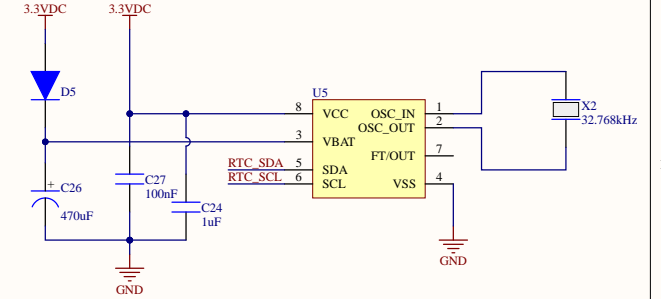 3.3VDC 3.3VDC
D5
U5
8 VCC OSC_IN 1
OSC_OUT 2
X2
32.768kHz
3 VBAT
FT/OUT 7
RTC_SDA 5 SDA
RTC_SCL 6 SCL
VSS 4
+ C26
470uF
C27
100nF
C24
1uF
GND
GND